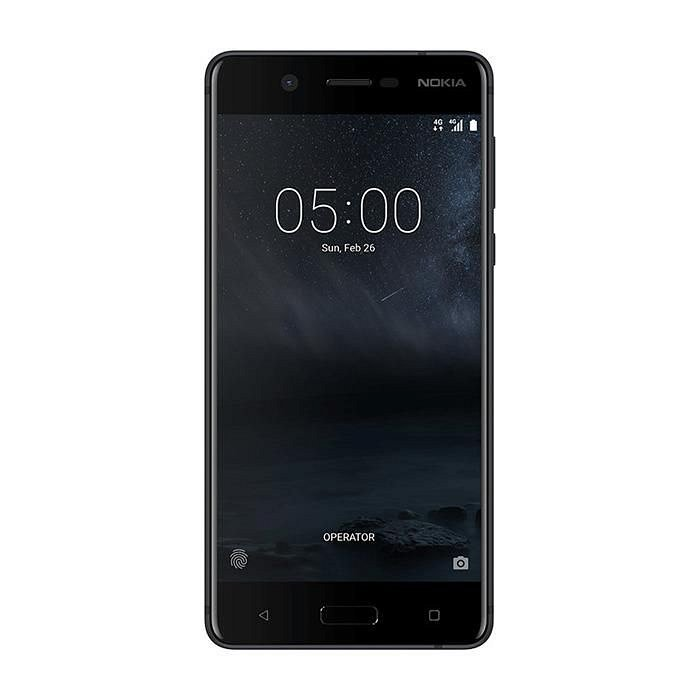 NOKIA
4G 4G
05:00
Sun, Feb 26
OPERATOR